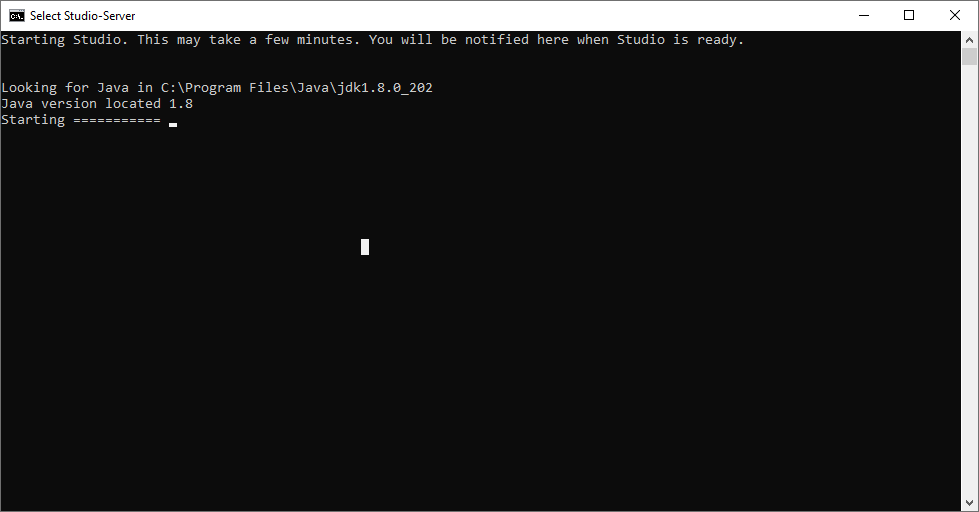 Select Studio-Server
Starting Studio. This may take a few minutes. You will be notified here when Studio is ready.
Looking for Java in C:\Program Files\Java\jdk1.8.0_202
Java version located 1.8
Starting ===========